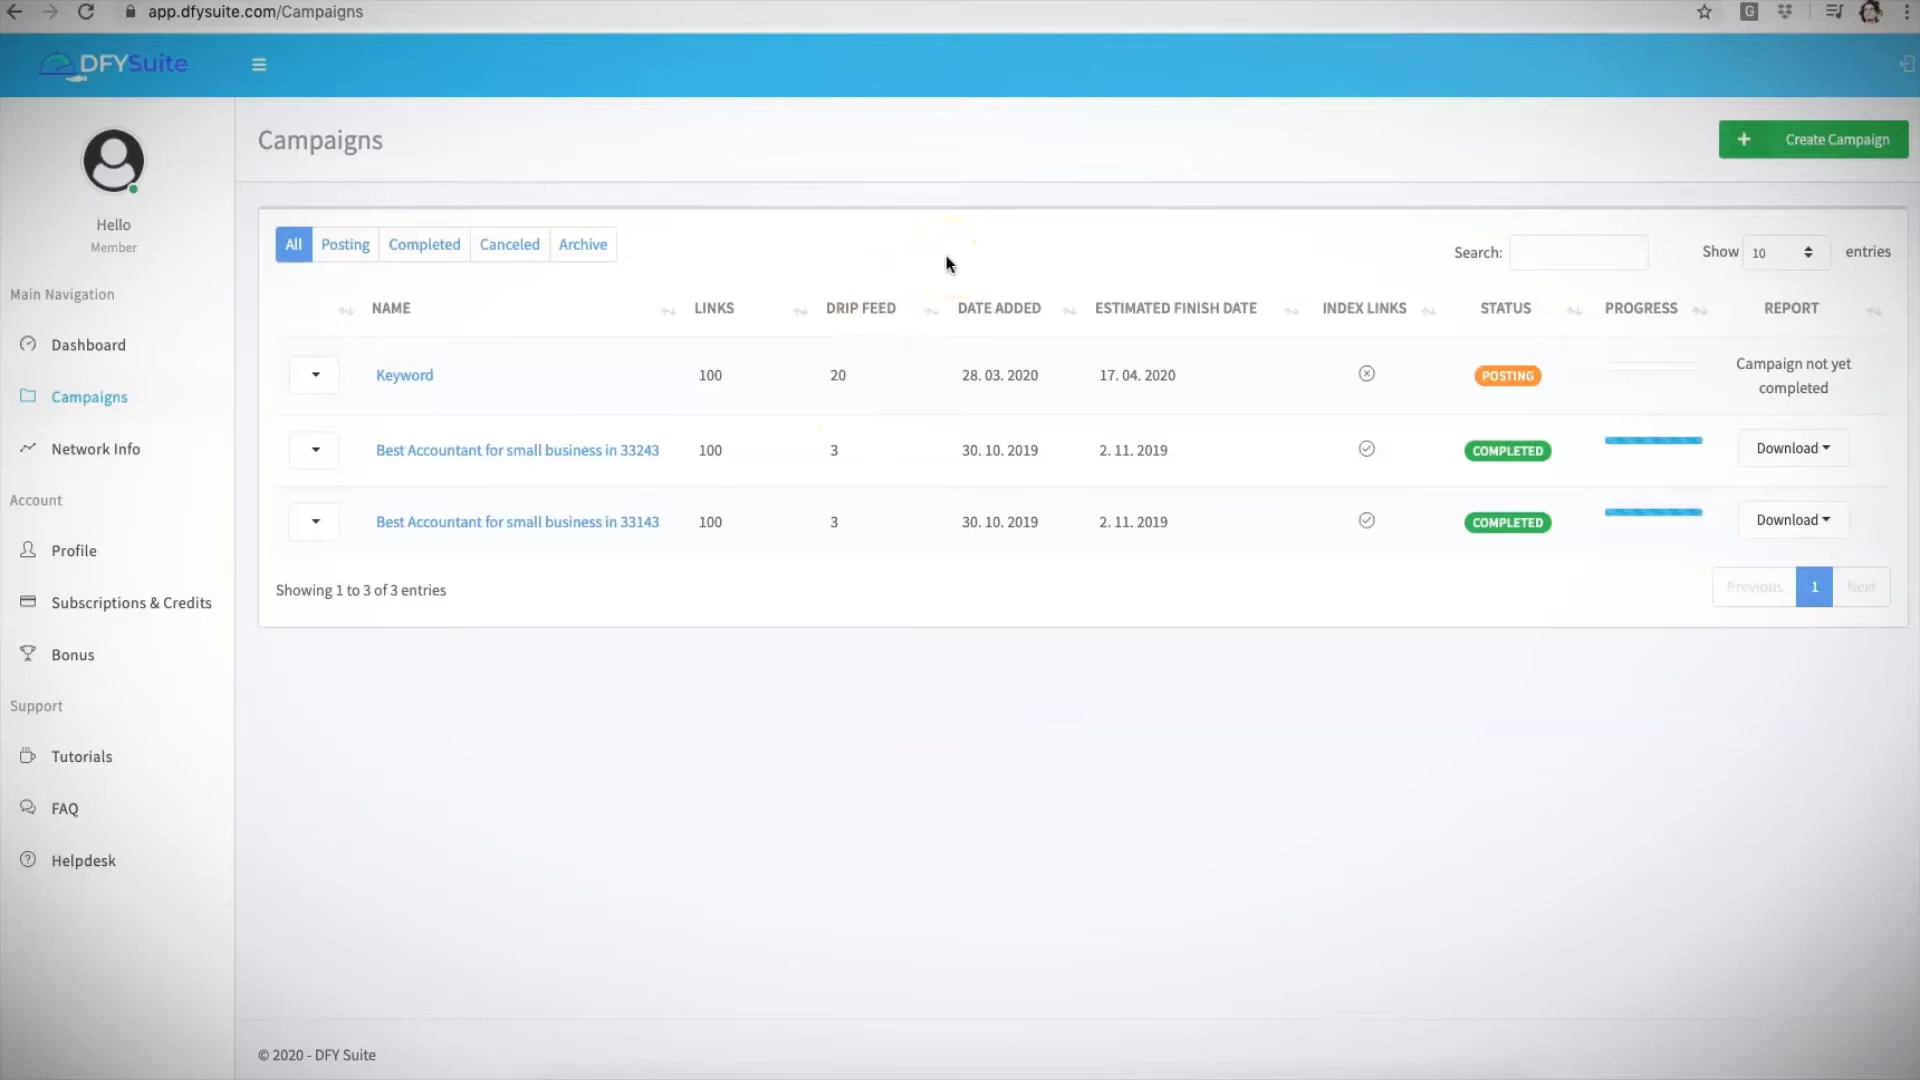 app.dfysuite.com/Campaigns
G
DFYSuite
Campaigns
+ Create Campaign
Hello
Member
Main Navigation
Dashboard
Campaigns
Network Info
Account
Profile
Subscriptions & Credits
Bonus
Support
Tutorials
FAQ
Helpdesk
All Posting Completed Canceled Archive
Search: Show 10 entries
NAME LINKS DRIP FEED DATE ADDED ESTIMATED FINISH DATE INDEX LINKS STATUS PROGRESS REPORT
Keyword 100 20 28. 03. 2020 17. 04. 2020 POSTING Campaign not yet
completed
Best Accountant for small business in 33243 100 3 30. 10. 2019 2. 11. 2019 COMPLETED Download
Best Accountant for small business in 33143 100 3 30. 10. 2019 2. 11. 2019 COMPLETED Download
Showing 1 to 3 of 3 entries
Previous 1 Next
© 2020 - DFY Suite